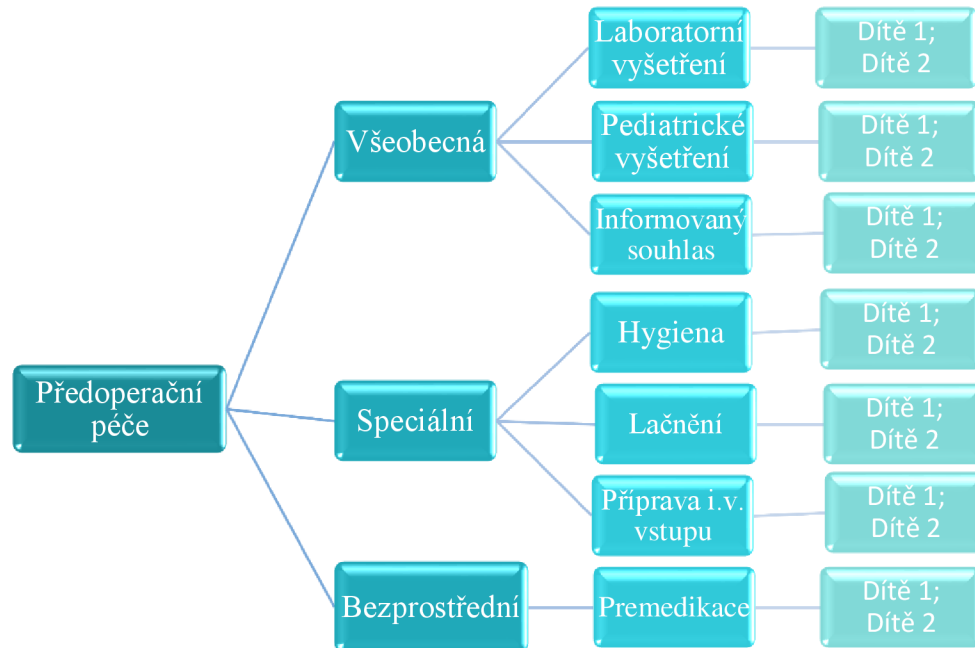 Předoperační
péče
Všeobecná
Laboratorní
vyšetření
Dítě 1;
Dítě 2
Pediatrické
vyšetření
Dítě 1;
Dítě 2
Informovaný
souhlas
Dítě 1;
Dítě 2
Speciální
Hygiena
Dítě 1;
Dítě 2
Lačnění
Dítě 1;
Dítě 2
Příprava i.v.
vstupu
Dítě 1;
Dítě 2
Bezprostřední
Premedikace
Dítě 1;
Dítě 2